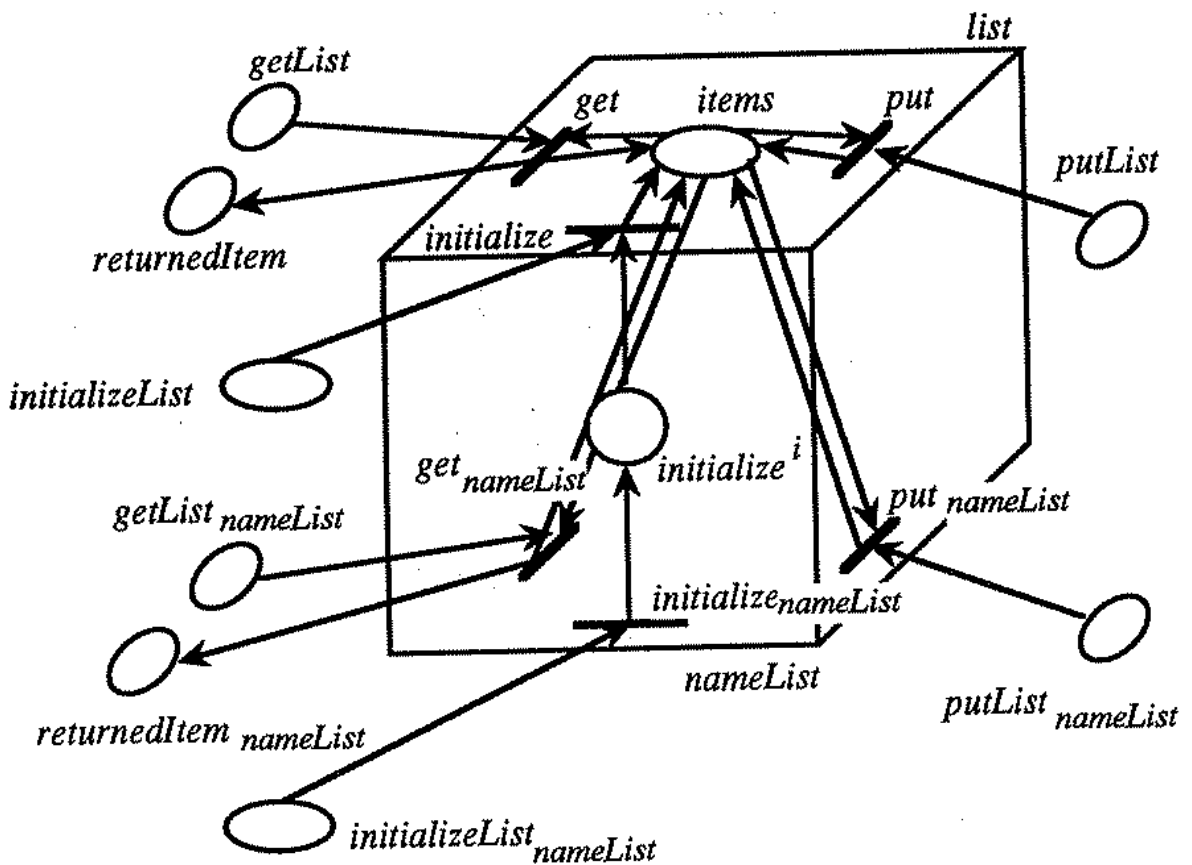 list
getList
get
items
put
putList
returnedItem
initialize
initializeList
get nameList
initialize i
put nameList
getList nameList
initialize nameList
nameList
putList nameList
returnedItem nameList
initializeList nameList